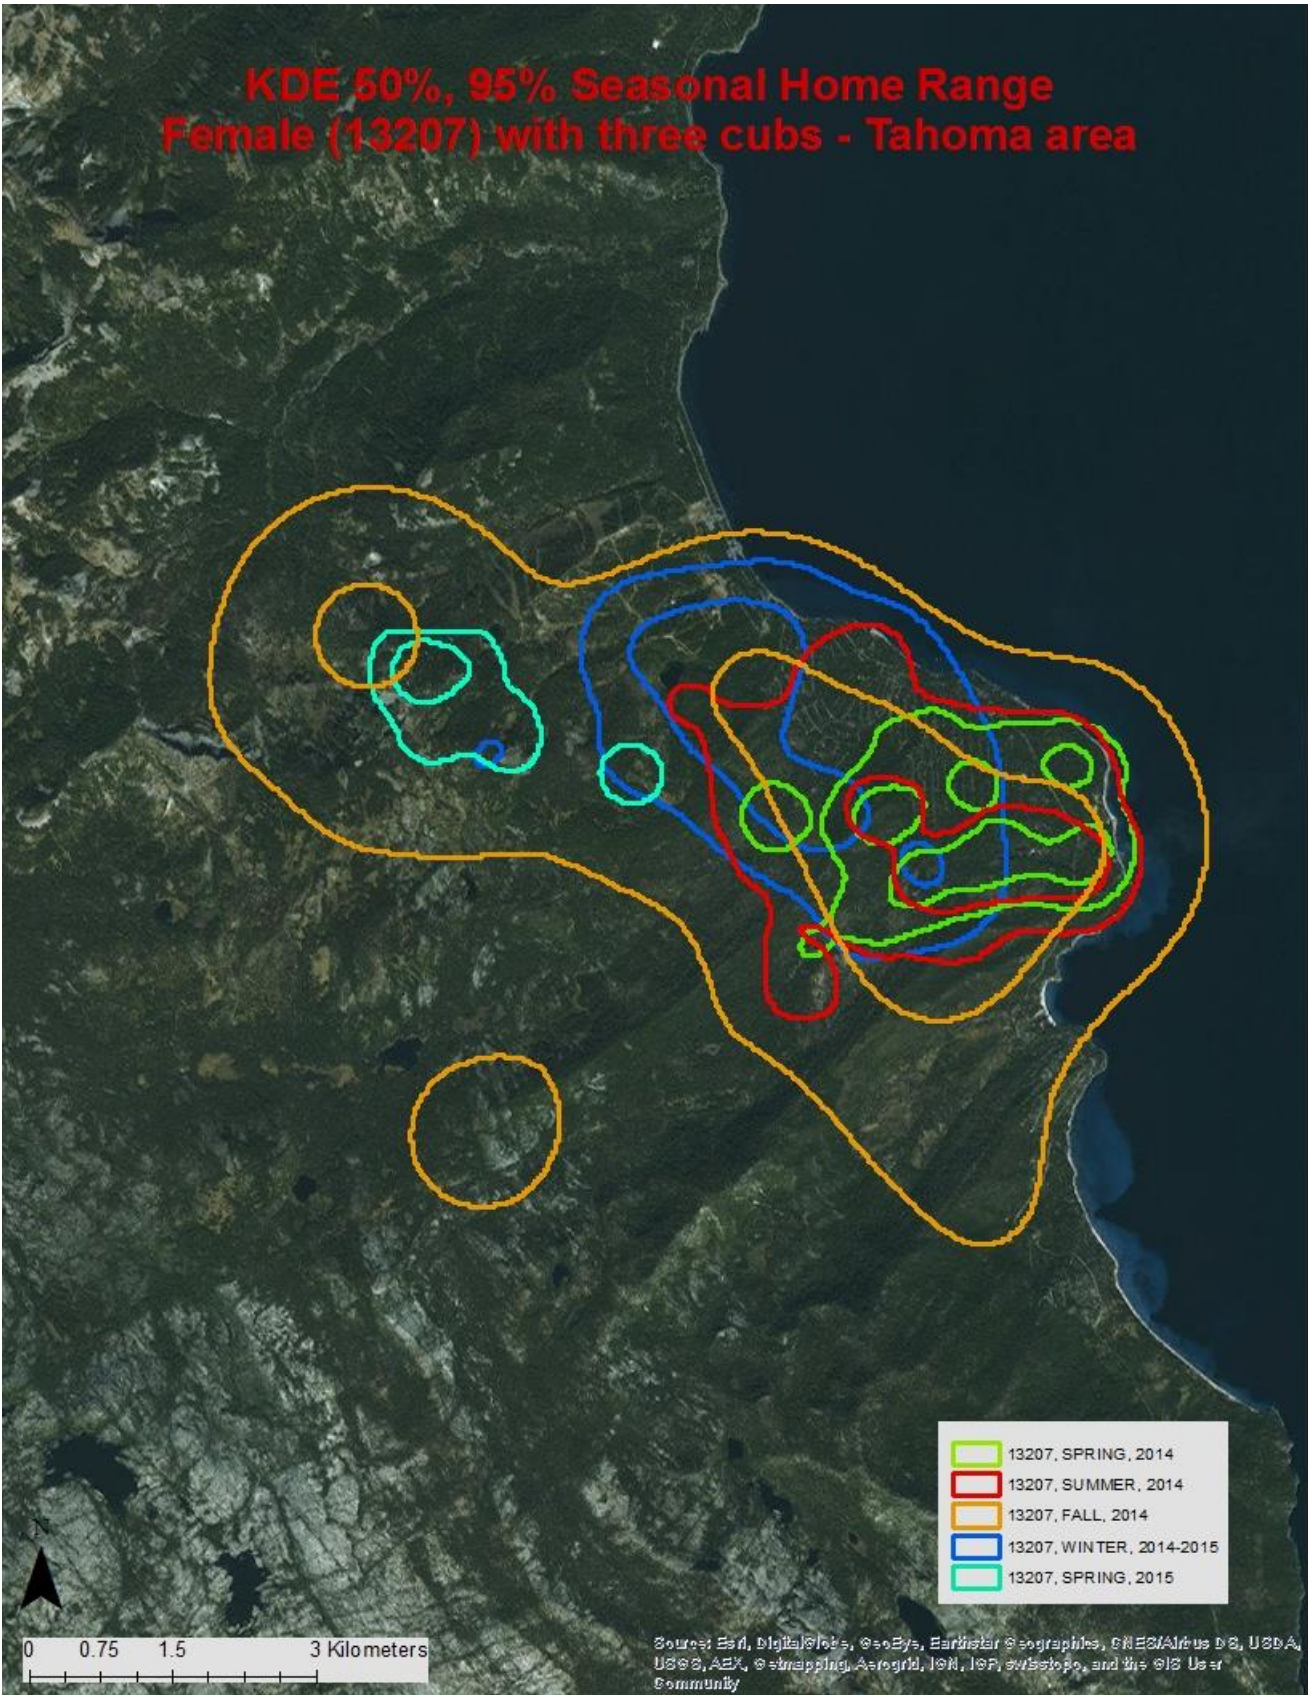 KDE 50%, 95% Seasonal Home Range
Female (13207) with three cubs - Tahoma area
13207, SPRING, 2014
13207, SUMMER, 2014
13207, FALL, 2014
13207, WINTER, 2014-2015
13207, SPRING, 2015
N
0 0.75 1.5 3 Kilometers
Source: Esri, DigitalGlobe, GeoEye, Earthstar Geographics, CNES/Airbus DS, USDA,
USGS, AEX, Getmapping, Aerogrid, IGN, IGP, swisstopo, and the GIS User
Community